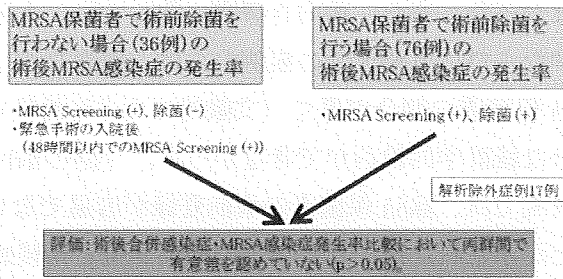 MRSA保菌者で術前除菌を
行わない場合(36例)の
術後MRSA感染症の発生率
・MRSA Screening (+)、除菌(−)
・緊急手術の入院後
(48時間以内でのMRSA Screening (+))
MRSA保菌者で術前除菌を
行う場合(76例)の
術後MRSA感染症の発生率
・MRSA Screening (+)、除菌(+)
解析除外症例17例
評価:術後合併感染症・MRSA感染症発生率比較において両群間で
有意差を認めていない(p>0.05)